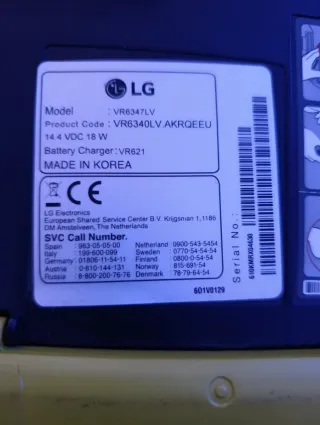 LG
Model : VR6347LV
Product Code : VR6340LV.AKRQEEU
14.4 VDC 18 W
Battery Charger : VR621
MADE IN KOREA
CE
LG Electronics
European Shared Service Center B.V. Krijgsman 1, 1186
DM Amstelveen, The Netherlands
SVC Call Number.
Spain 963-05-05-00 Netherland 0900-543-5454
Italy 199-600-099 Sweden 0770-54-54-54
Germany 01806-11-54-11 Finland 0800-0-54-54
Austria 0-810-144-131 Norway 815-691-54
Russia 8-800-200-76-76 Denmark 78-79-64-54
601V0129
Serial No. :